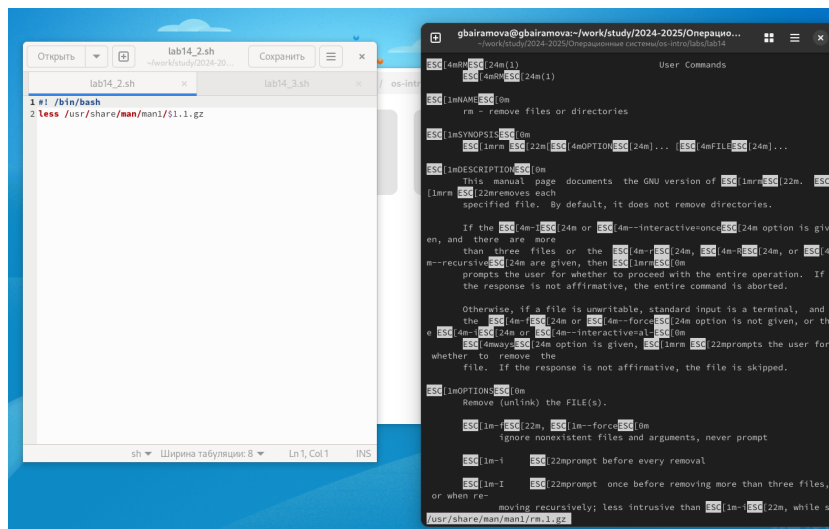 Открыть
lab14_2.sh
~/work/study/2024-20...
Сохранить
lab14_2.sh
lab14_3.sh
/ os-intr
1 #! /bin/bash
2 less /usr/share/man/man1/$1.1.gz
sh
Ширина табуляции: 8
Ln 1, Col 1
INS
gbairamova@gbairamova:~/work/study/2024-2025/Операцио...
~/work/study/2024-2025/Операционные системы/os-intro/labs/lab14
ESC[4mRMESC[24m(1) User Commands
ESC[4mRMESC[24m(1)
ESC[1mNAMEESC[0m
rm - remove files or directories
ESC[1mSYNOPSISESC[0m
ESC[1mrm ESC[22m[ESC[4mOPTIONESC[24m]... [ESC[4mFILEESC[24m]...
ESC[1mDESCRIPTIONESC[0m
This manual page documents the GNU version of ESC[1mrmESC[22m. ESC
[1mrm ESC[22mremoves each
specified file. By default, it does not remove directories.
If the ESC[4m-IESC[24m or ESC[4m--interactive=onceESC[24m option is giv
en, and there are more
than three files or the ESC[4m-rESC[24m, ESC[4m-RESC[24m, or ESC[4
m--recursiveESC[24m are given, then ESC[1mrmESC[0m
prompts the user for whether to proceed with the entire operation. If
the response is not affirmative, the entire command is aborted.
Otherwise, if a file is unwritable, standard input is a terminal, and
the ESC[4m-fESC[24m or ESC[4m--forceESC[24m option is not given, or th
e ESC[4m-iESC[24m or ESC[4m--interactive=al-ESC[0m
ESC[4mwaysESC[24m option is given, ESC[1mrm ESC[22mprompts the user for
whether to remove the
file. If the response is not affirmative, the file is skipped.
ESC[1mOPTIONSESC[0m
Remove (unlink) the FILE(s).
ESC[1m-fESC[22m, ESC[1m--forceESC[0m
ignore nonexistent files and arguments, never prompt
ESC[1m-i ESC[22mprompt before every removal
ESC[1m-I ESC[22mprompt once before removing more than three files,
or when re-
moving recursively; less intrusive than ESC[1m-iESC[22m, while s
/usr/share/man/man1/rm.1.gz